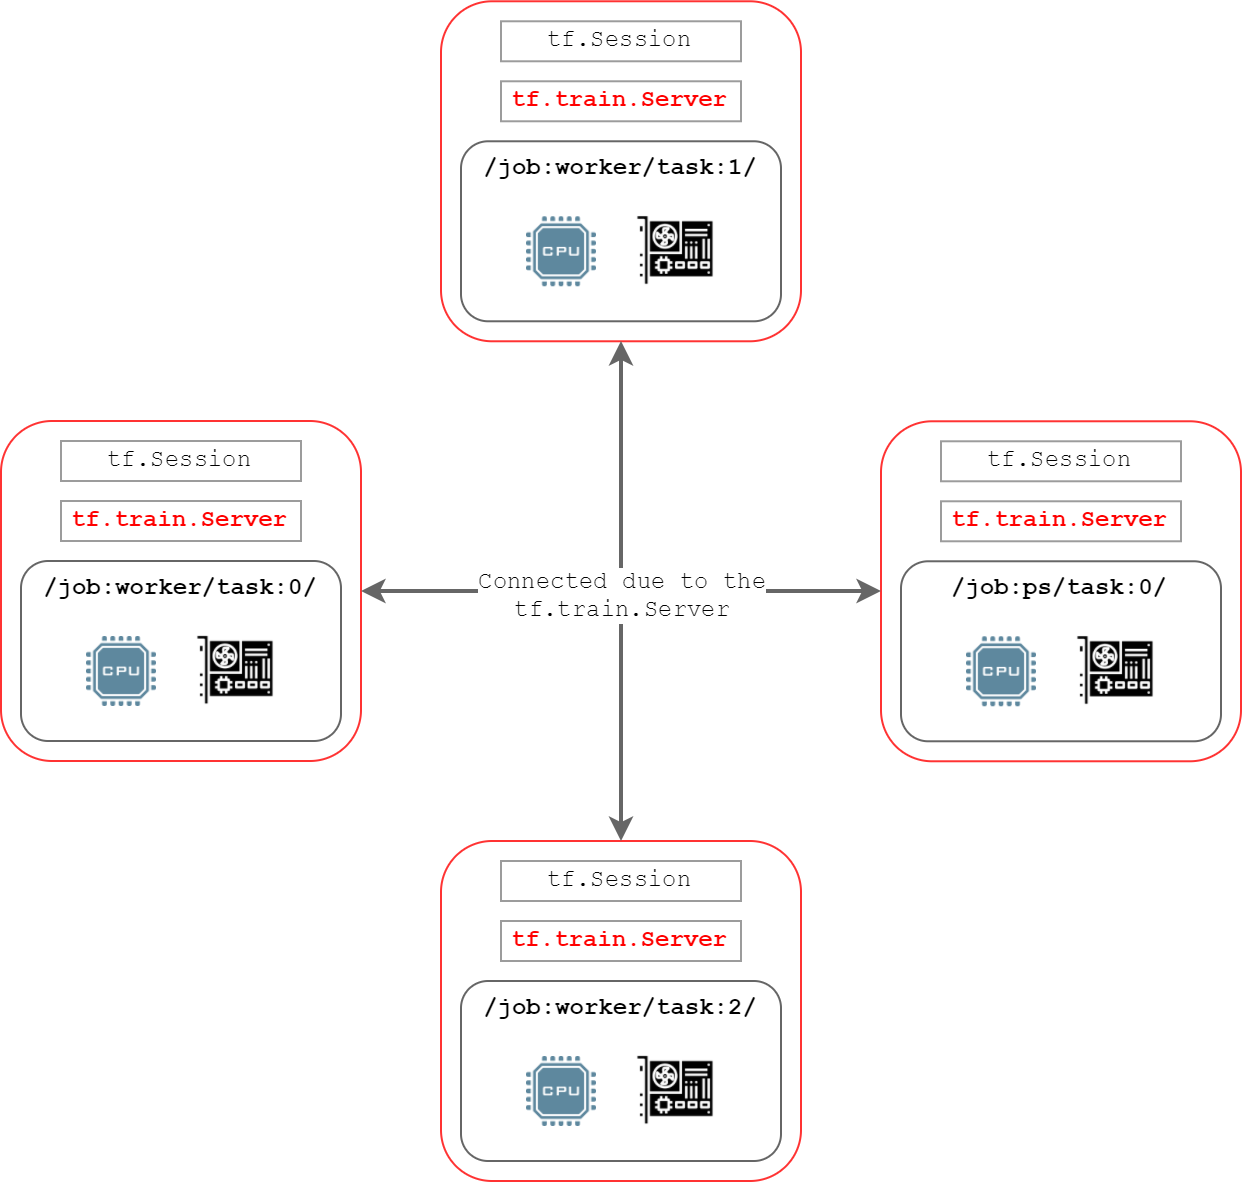 tf.Session
tf.train.Server
/job:worker/task:1/
CPU
tf.Session
tf.train.Server
/job:worker/task:0/
CPU
Connected due to the
tf.train.Server
tf.Session
tf.train.Server
/job:ps/task:0/
CPU
tf.Session
tf.train.Server
/job:worker/task:2/
CPU